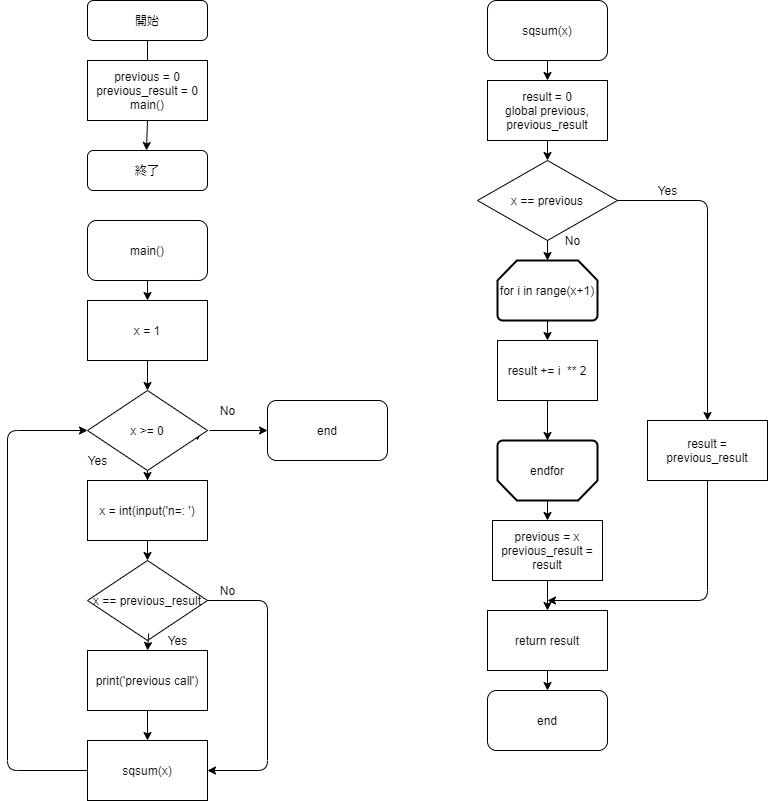 開始
previous = 0
previous_result = 0
main()
終了
main()
x = 1
x >= 0
No
end
Yes
x = int(input('n=: ')
x == previous_result
No
Yes
print('previous call')
sqsum(x)
sqsum(x)
result = 0
global previous,
previous_result
x == previous
Yes
No
for i in range(x+1)
result += i ** 2
endfor
result =
previous_result
previous = x
previous_result =
result
return result
end